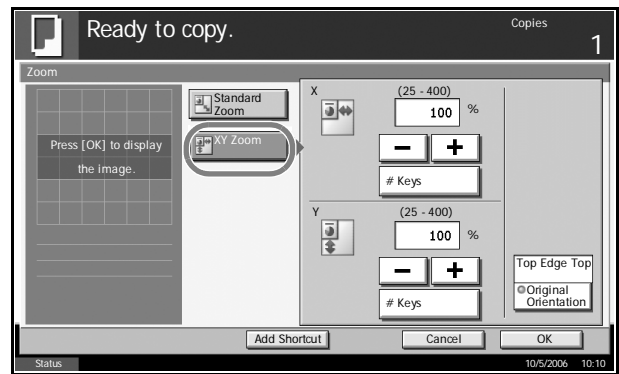 Ready to copy.
Copies
1
Zoom
Press [OK] to display
the image.
Standard
Zoom
XY Zoom
X
(25 - 400)
100 %
# Keys
Y
(25 - 400)
100 %
# Keys
Top Edge Top
Original
Orientation
Add Shortcut
Cancel
OK
Status
10/5/2006 10:10